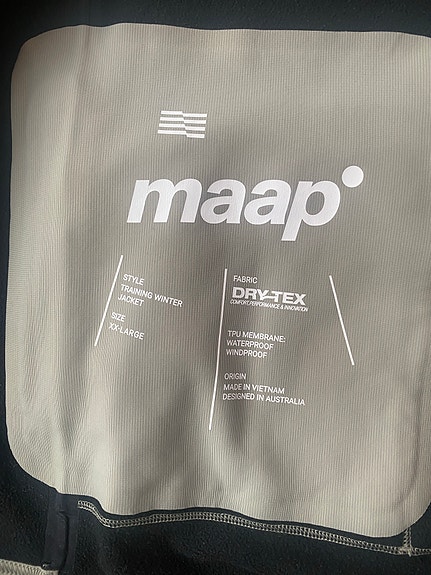 maap
STYLE
TRAINING WINTER
JACKET
SIZE
XX-LARGE
FABRIC
DRY-TEX
COMFORT, PERFORMANCE & INNOVATION
TPU MEMBRANE:
WATERPROOF
WINDPROOF
ORIGIN
MADE IN VIETNAM
DESIGNED IN AUSTRALIA